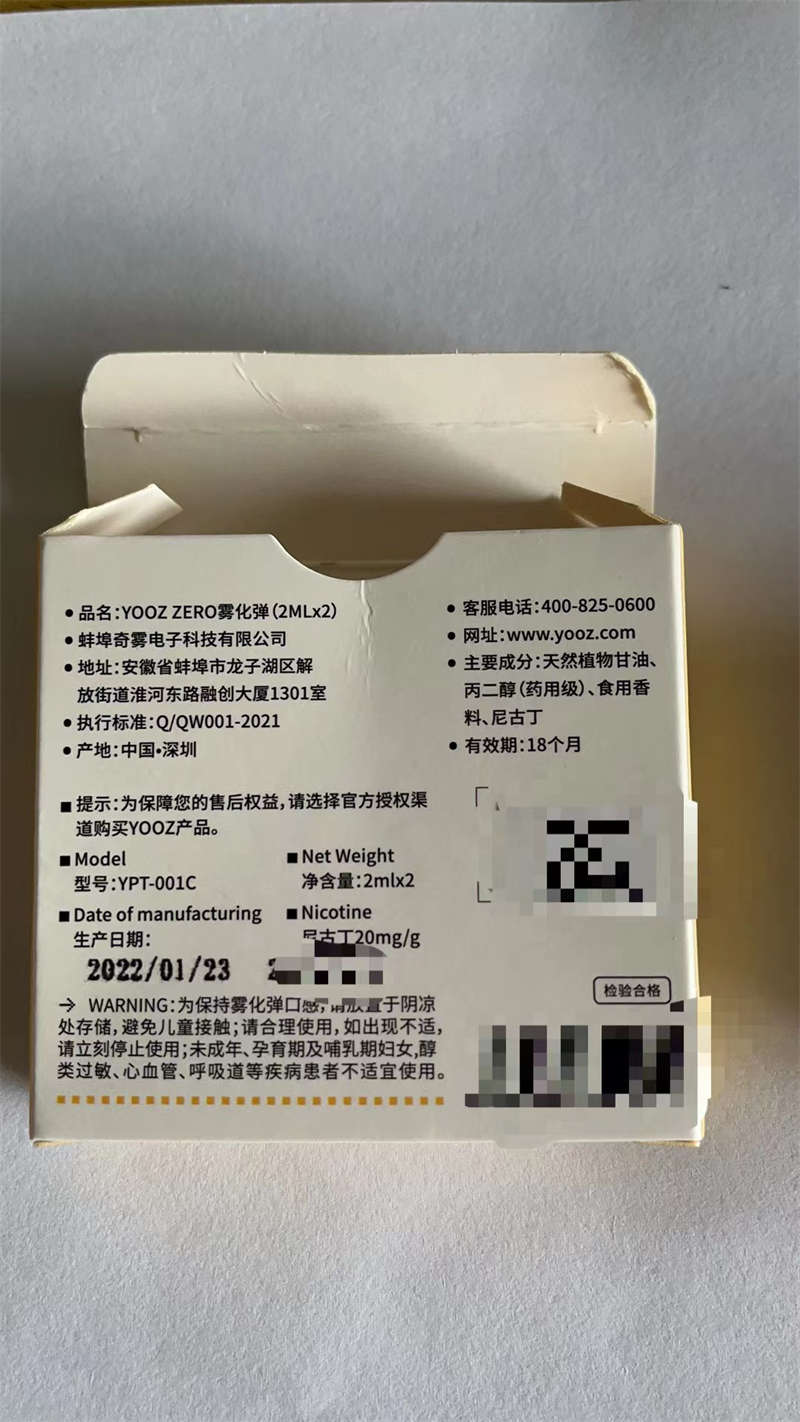 ● 品名：YOOZ ZERO雾化弹（2MLx2）
● 蚌埠奇雾电子科技有限公司
● 地址：安徽省蚌埠市龙子湖区解
放街道淮河东路融创大厦1301室
● 执行标准：Q/QW001-2021
● 产地：中国•深圳
● 客服电话：400-825-0600
● 网址：www.yooz.com
● 主要成分：天然植物甘油、
丙二醇（药用级）、食用香
料、尼古丁
● 有效期：18个月
■ 提示：为保障您的售后权益，请选择官方授权渠
道购买YOOZ产品。
■ Model
型号：YPT-001C
■ Net Weight
净含量：2mlx2
■ Date of manufacturing
生产日期：
2022/01/23
■ Nicotine
尼古丁20mg/g
检验合格
→ WARNING：为保持雾化弹口感，请放置于阴凉
处存储，避免儿童接触；请合理使用，如出现不适，
请立刻停止使用；未成年、孕育期及哺乳期妇女，醇
类过敏、心血管、呼吸道等疾病患者不适宜使用。